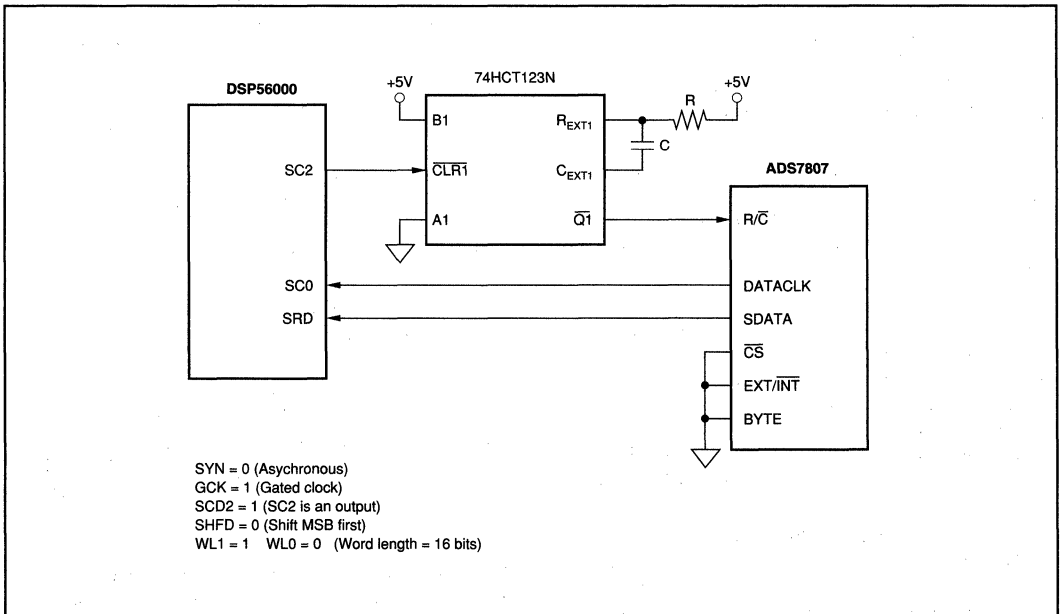 DSP56000
SC2
SC0
SRD
+5V
74HCT123N
B1
CLR1
A1
REXT1
CEXT1
Q1
R
C
+5V
ADS7807
R/C
DATACLK
SDATA
CS
EXT/INT
BYTE
SYN = 0 (Asychronous)
GCK = 1 (Gated clock)
SCD2 = 1 (SC2 is an output)
SHFD = 0 (Shift MSB first)
WL1 = 1 WL0 = 0 (Word length = 16 bits)